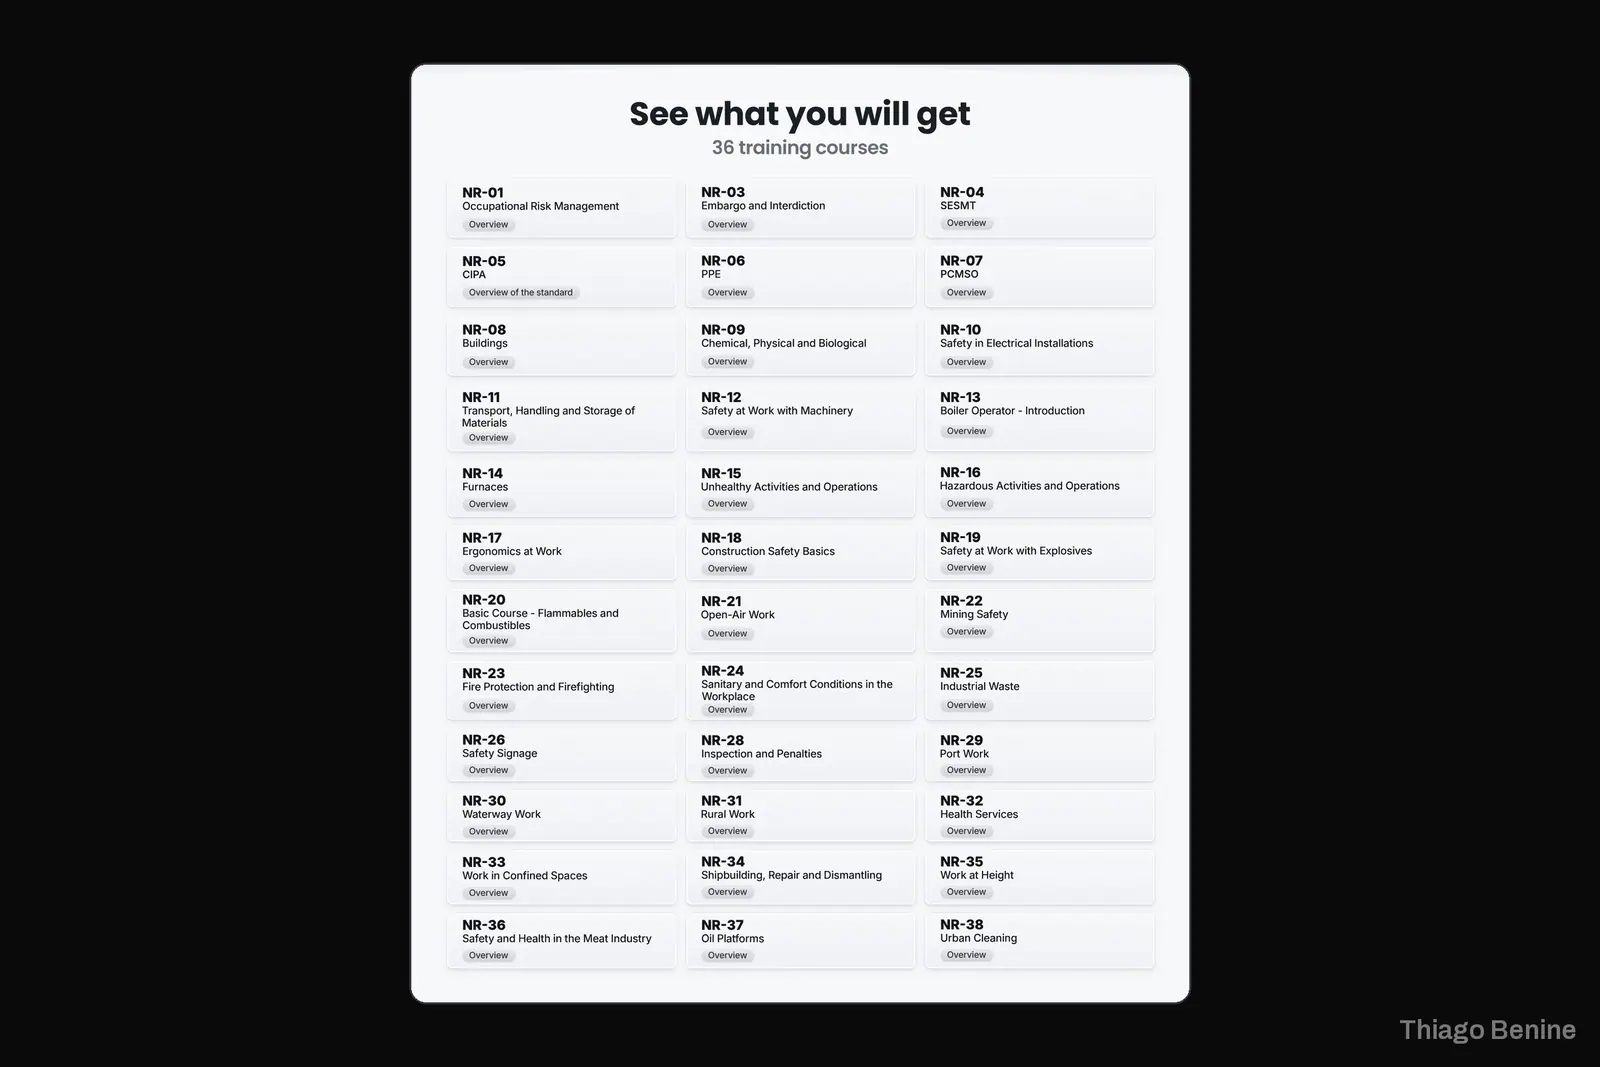 See what you will get
36 training courses
NR-01
Occupational Risk Management
Overview
NR-03
Embargo and Interdiction
Overview
NR-04
SESMT
Overview
NR-05
CIPA
Overview of the standard
NR-06
PPE
Overview
NR-07
PCMSO
Overview
NR-08
Buildings
Overview
NR-09
Chemical, Physical and Biological
Overview
NR-10
Safety in Electrical Installations
Overview
NR-11
Transport, Handling and Storage of
Materials
Overview
NR-12
Safety at Work with Machinery
Overview
NR-13
Boiler Operator - Introduction
Overview
NR-14
Furnaces
Overview
NR-15
Unhealthy Activities and Operations
Overview
NR-16
Hazardous Activities and Operations
Overview
NR-17
Ergonomics at Work
Overview
NR-18
Construction Safety Basics
Overview
NR-19
Safety at Work with Explosives
Overview
NR-20
Basic Course - Flammables and
Combustibles
Overview
NR-21
Open-Air Work
Overview
NR-22
Mining Safety
Overview
NR-23
Fire Protection and Firefighting
Overview
NR-24
Sanitary and Comfort Conditions in the
Workplace
Overview
NR-25
Industrial Waste
Overview
NR-26
Safety Signage
Overview
NR-28
Inspection and Penalties
Overview
NR-29
Port Work
Overview
NR-30
Waterway Work
Overview
NR-31
Rural Work
Overview
NR-32
Health Services
Overview
NR-33
Work in Confined Spaces
Overview
NR-34
Shipbuilding, Repair and Dismantling
Overview
NR-35
Work at Height
Overview
NR-36
Safety and Health in the Meat Industry
Overview
NR-37
Oil Platforms
Overview
NR-38
Urban Cleaning
Overview
Thiago Benine